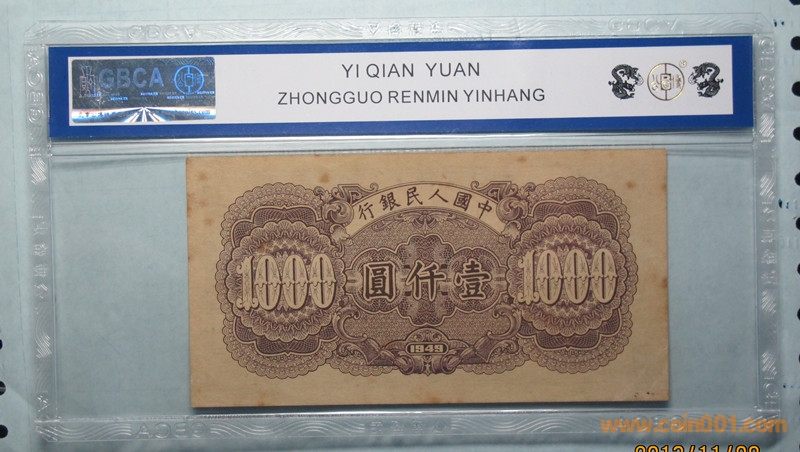 GBCA
YI QIAN YUAN
ZHONGGUO RENMIN YINHANG
行銀民人國中
1000
圓仟壹
1000
1949
www.coin001.com